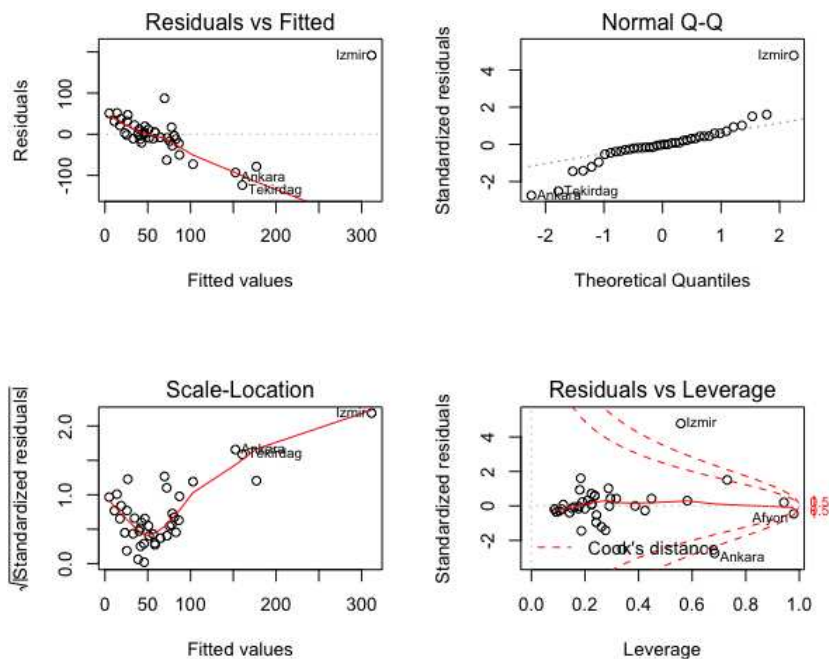 Residuals vs Fitted
Residuals
100
0
-100
Izmir
Ankara
Tekirdag
0 50 100 200 300
Fitted values
Normal Q-Q
Standardized residuals
4
2
0
-2
Izmir
Ankara
Tekirdag
-2 -1 0 1 2
Theoretical Quantiles
Scale-Location
√|Standardized residuals|
2.0
1.0
0.0
Izmir
Ankara
Tekirdag
0 50 100 200 300
Fitted values
Residuals vs Leverage
Standardized residuals
4
2
0
-2
Izmir
Afyon
Ankara
Cook's distance
0.0 0.2 0.4 0.6 0.8 1.0
Leverage